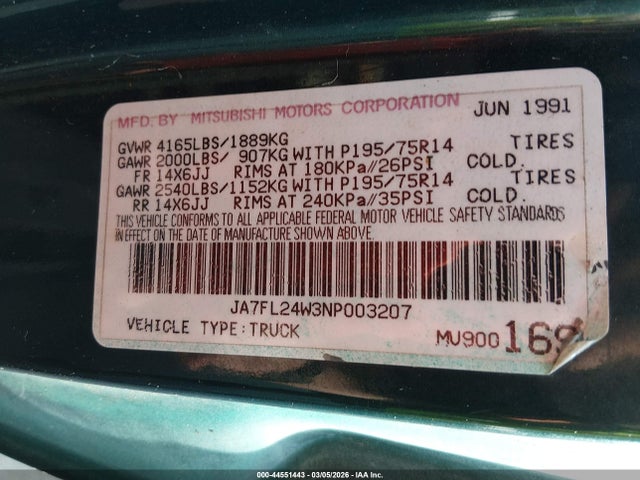 MFD. BY MITSUBISHI MOTORS CORPORATION JUN 1991
GVWR 4165LBS/1889KG
GAWR 2000LBS/ 907KG WITH P195/75R14 TIRES
FR 14X6JJ RIMS AT 180KPa//26PSI COLD.
GAWR 2540LBS/1152KG WITH P195/75R14 TIRES
RR 14X6JJ RIMS AT 240KPa//35PSI COLD.
THIS VEHICLE CONFORMS TO ALL APPLICABLE FEDERAL MOTOR VEHICLE SAFETY STANDARDS
IN EFFECT ON THE DATE OF MANUFACTURE SHOWN ABOVE.
JA7FL24W3NP003207
VEHICLE TYPE: TRUCK MU900 169
000-44551443 | 03/05/2026 | IAA Inc.